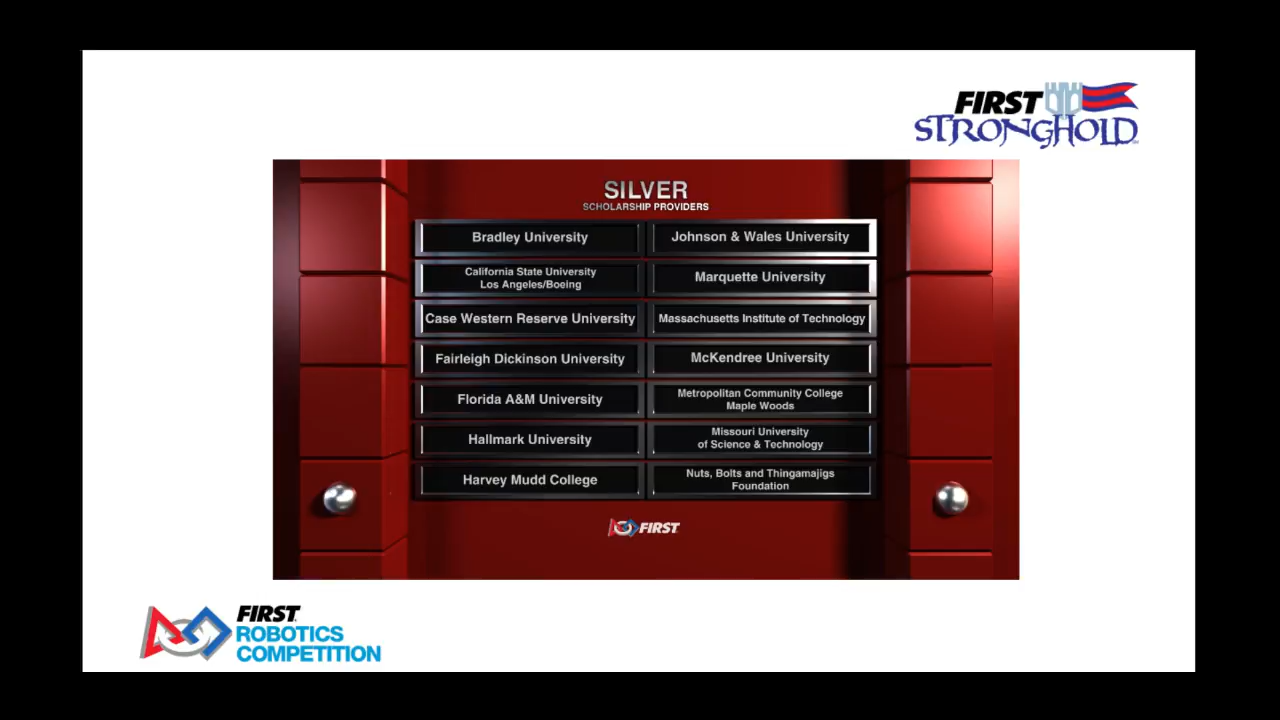 FIRST
STRONGHOLD
SILVER
SCHOLARSHIP PROVIDERS
Bradley University
Johnson & Wales University
California State University
Los Angeles/Boeing
Marquette University
Case Western Reserve University
Massachusetts Institute of Technology
Fairleigh Dickinson University
McKendree University
Florida A&M University
Metropolitan Community College
Maple Woods
Hallmark University
Missouri University
of Science & Technology
Harvey Mudd College
Nuts, Bolts and Thingamajigs
Foundation
FIRST
FIRST
ROBOTICS
COMPETITION